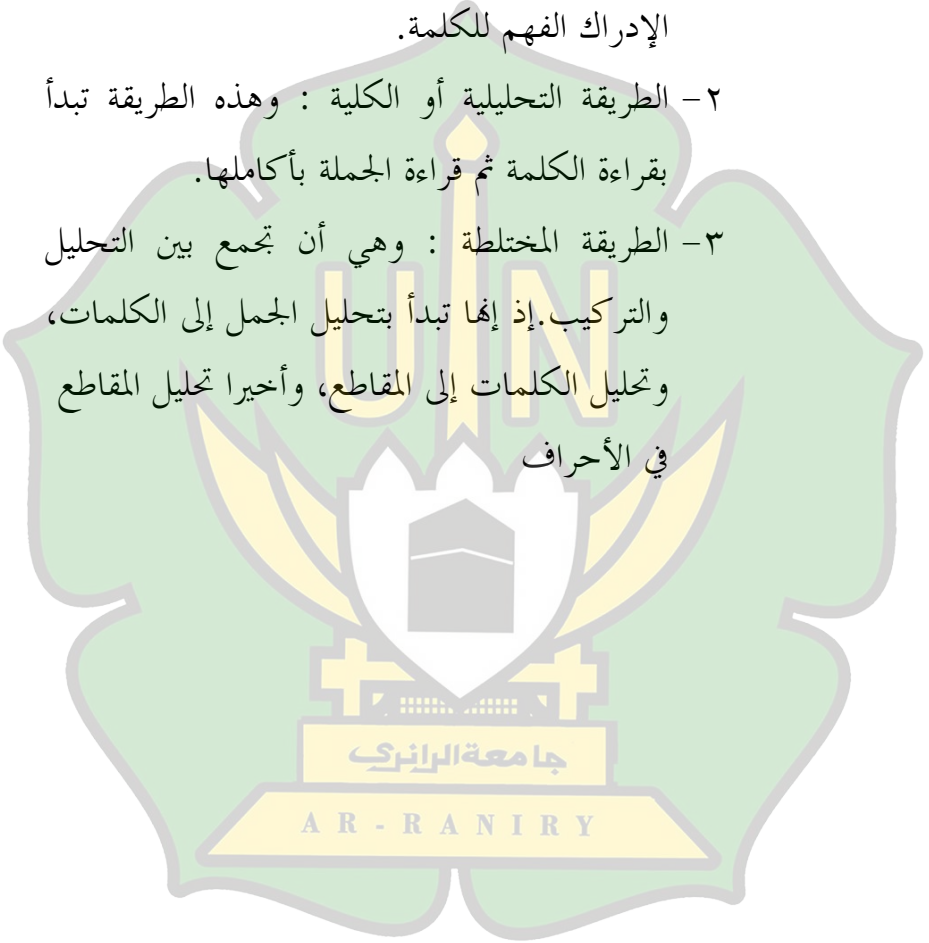 الإدراك الفهم للكلمة.
٢- الطريقة التحليلية أو الكلية : وهذه الطريقة تبدأ
بقراءة الكلمة ثم قراءة الجملة بأكاملها.
٣- الطريقة المختلطة : وهي أن تجمع بين التحليل
والتركيب.إذ إنها تبدأ بتحليل الجمل إلى الكلمات،
وتحليل الكلمات إلى المقاطع، وأخيرا تحليل المقاطع
في الأحراف
UIN
جامعة الرانري
AR-RANIRY